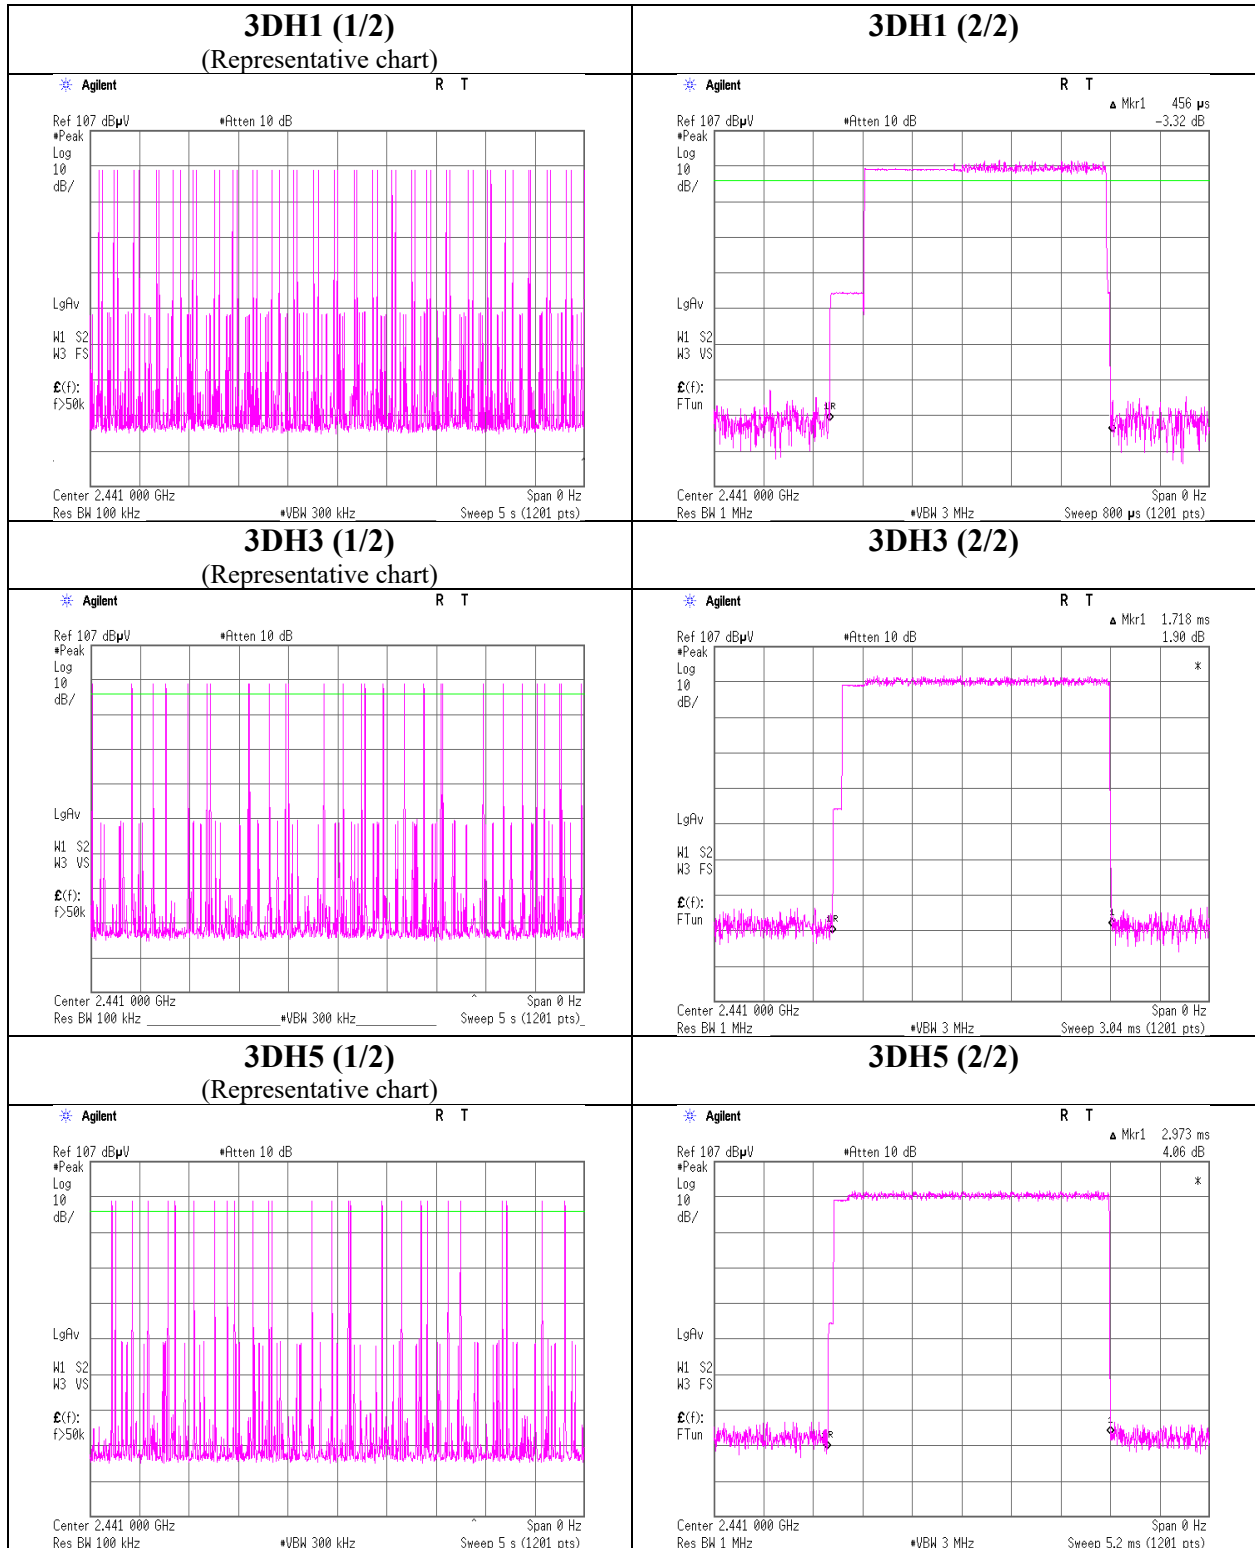 3DH1 (1/2)
(Representative chart)
3DH1 (2/2)
Agilent R T
Ref 107 dBµV #Atten 10 dB
#Peak
Log
10
dB/
LgAv
W1 S2
W3 FS
£(f):
f>50k
Center 2.441 000 GHz Span 0 Hz
Res BW 100 kHz #VBW 300 kHz Sweep 5 s (1201 pts)
Agilent R T
Δ Mkr1 456 µs
Ref 107 dBµV #Atten 10 dB -3.32 dB
#Peak
Log
10
dB/
LgAv
W1 S2
W3 VS
£(f):
FTun
1R
Center 2.441 000 GHz Span 0 Hz
Res BW 1 MHz #VBW 3 MHz Sweep 800 µs (1201 pts)
3DH3 (1/2)
(Representative chart)
3DH3 (2/2)
Agilent R T
Ref 107 dBµV #Atten 10 dB
#Peak
Log
10
dB/
LgAv
W1 S2
W3 VS
£(f):
f>50k
Center 2.441 000 GHz Span 0 Hz
Res BW 100 kHz #VBW 300 kHz Sweep 5 s (1201 pts)
Agilent R T
Δ Mkr1 1.718 ms
Ref 107 dBµV #Atten 10 dB 1.90 dB
#Peak
Log
10
dB/
*
LgAv
W1 S2
W3 FS
£(f):
FTun
1R
1
Center 2.441 000 GHz Span 0 Hz
Res BW 1 MHz #VBW 3 MHz Sweep 3.04 ms (1201 pts)
3DH5 (1/2)
(Representative chart)
3DH5 (2/2)
Agilent R T
Ref 107 dBµV #Atten 10 dB
#Peak
Log
10
dB/
LgAv
W1 S2
W3 VS
£(f):
f>50k
Center 2.441 000 GHz Span 0 Hz
Res BW 100 kHz #VBW 300 kHz Sweep 5 s (1201 pts)
Agilent R T
Δ Mkr1 2.973 ms
Ref 107 dBµV #Atten 10 dB 4.06 dB
#Peak
Log
10
dB/
*
LgAv
W1 S2
W3 FS
£(f):
FTun
R
1
Center 2.441 000 GHz Span 0 Hz
Res BW 1 MHz #VBW 3 MHz Sweep 5.2 ms (1201 pts)